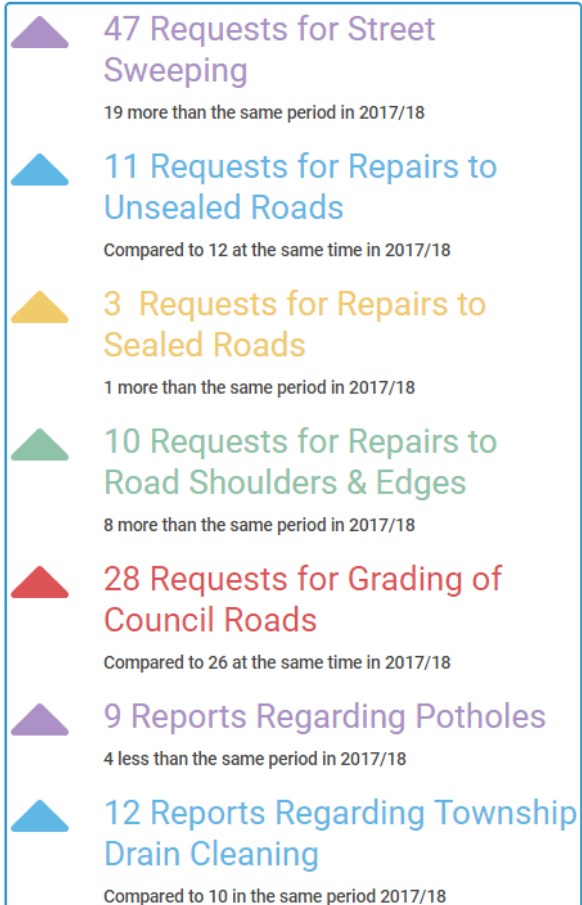 47 Requests for Street
Sweeping
19 more than the same period in 2017/18
11 Requests for Repairs to
Unsealed Roads
Compared to 12 at the same time in 2017/18
3  Requests for Repairs to
Sealed Roads
1 more than the same period in 2017/18
10 Requests for Repairs to
Road Shoulders & Edges
8 more than the same period in 2017/18
28 Requests for Grading of
Council Roads
Compared to 26 at the same time in 2017/18
9 Reports Regarding Potholes
4 less than the same period in 2017/18
12 Reports Regarding Township
Drain Cleaning
Compared to 10 in the same period 2017/18